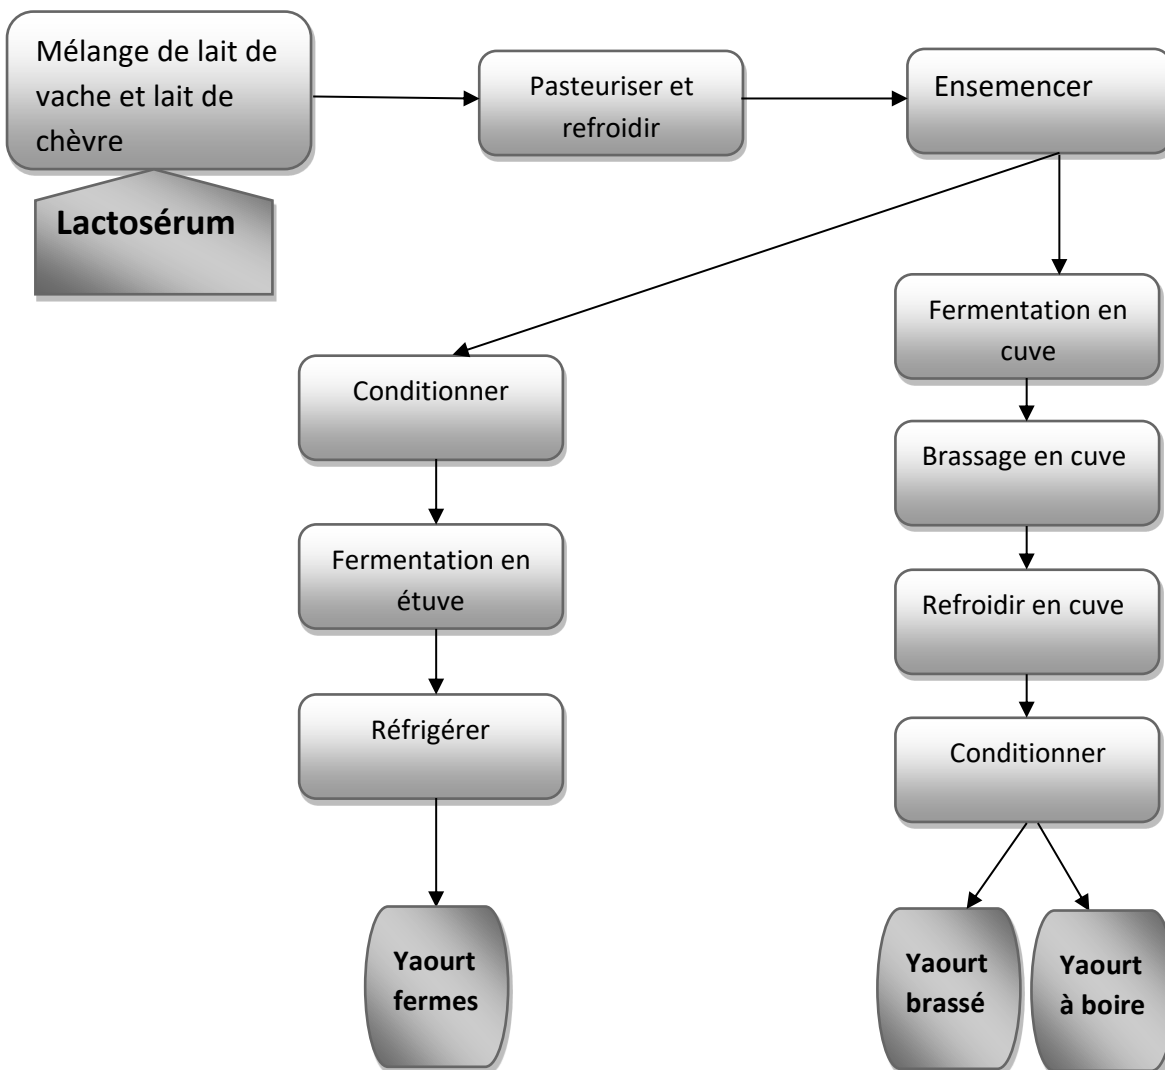 Mélange de lait de
vache et lait de
chèvre
Lactosérum
Pasteuriser et
refroidir
Ensemencer
Conditionner
Fermentation en
étuve
Réfrigérer
Yaourt
fermes
Fermentation en
cuve
Brassage en cuve
Refroidir en cuve
Conditionner
Yaourt
brassé
Yaourt
à boire